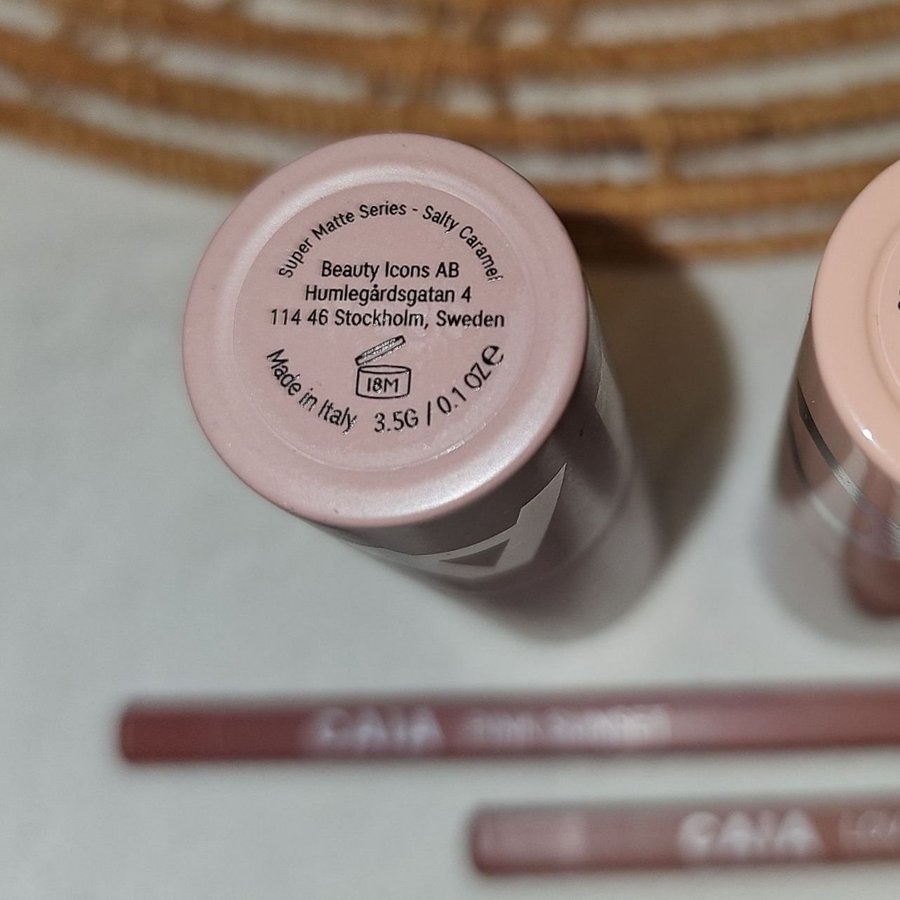 Super Matte Series - Salty Caramel
Beauty Icons AB
Humlegårdsgatan 4
114 46 Stockholm, Sweden
18M
Made in Italy 3.5G / 0.1 OZ e
CAIA
CAIA